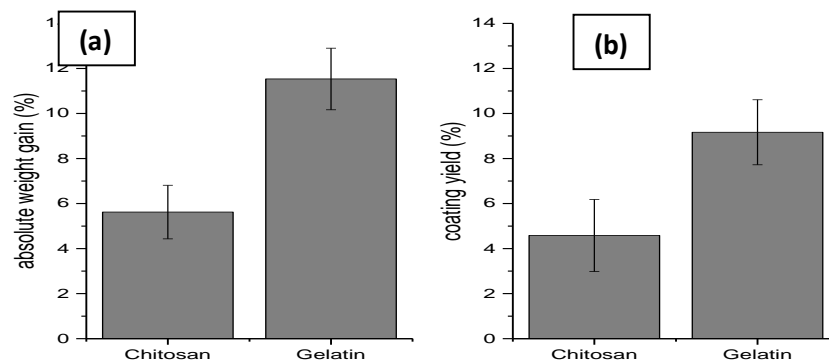 (a)
absolute weight gain (%)
12
10
8
6
4
2
0
Chitosan
Gelatin
(b)
coating yield (%)
14
12
10
8
6
4
2
0
Chitosan
Gelatin